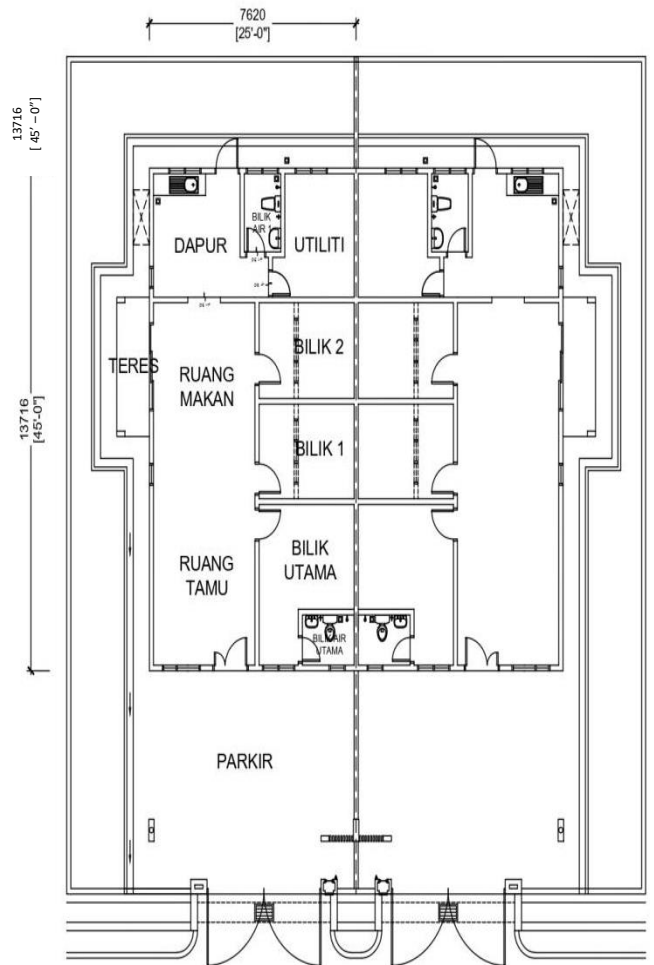 7620
[25'-0"]
13716
[ 45' – 0"]
DAPUR
BILIK
AIR 1
UTILITI
BILIK 2
TERES
RUANG
MAKAN
13716
[45'-0"]
BILIK 1
BILIK
UTAMA
RUANG
TAMU
BILIK AIR
UTAMA
PARKIR